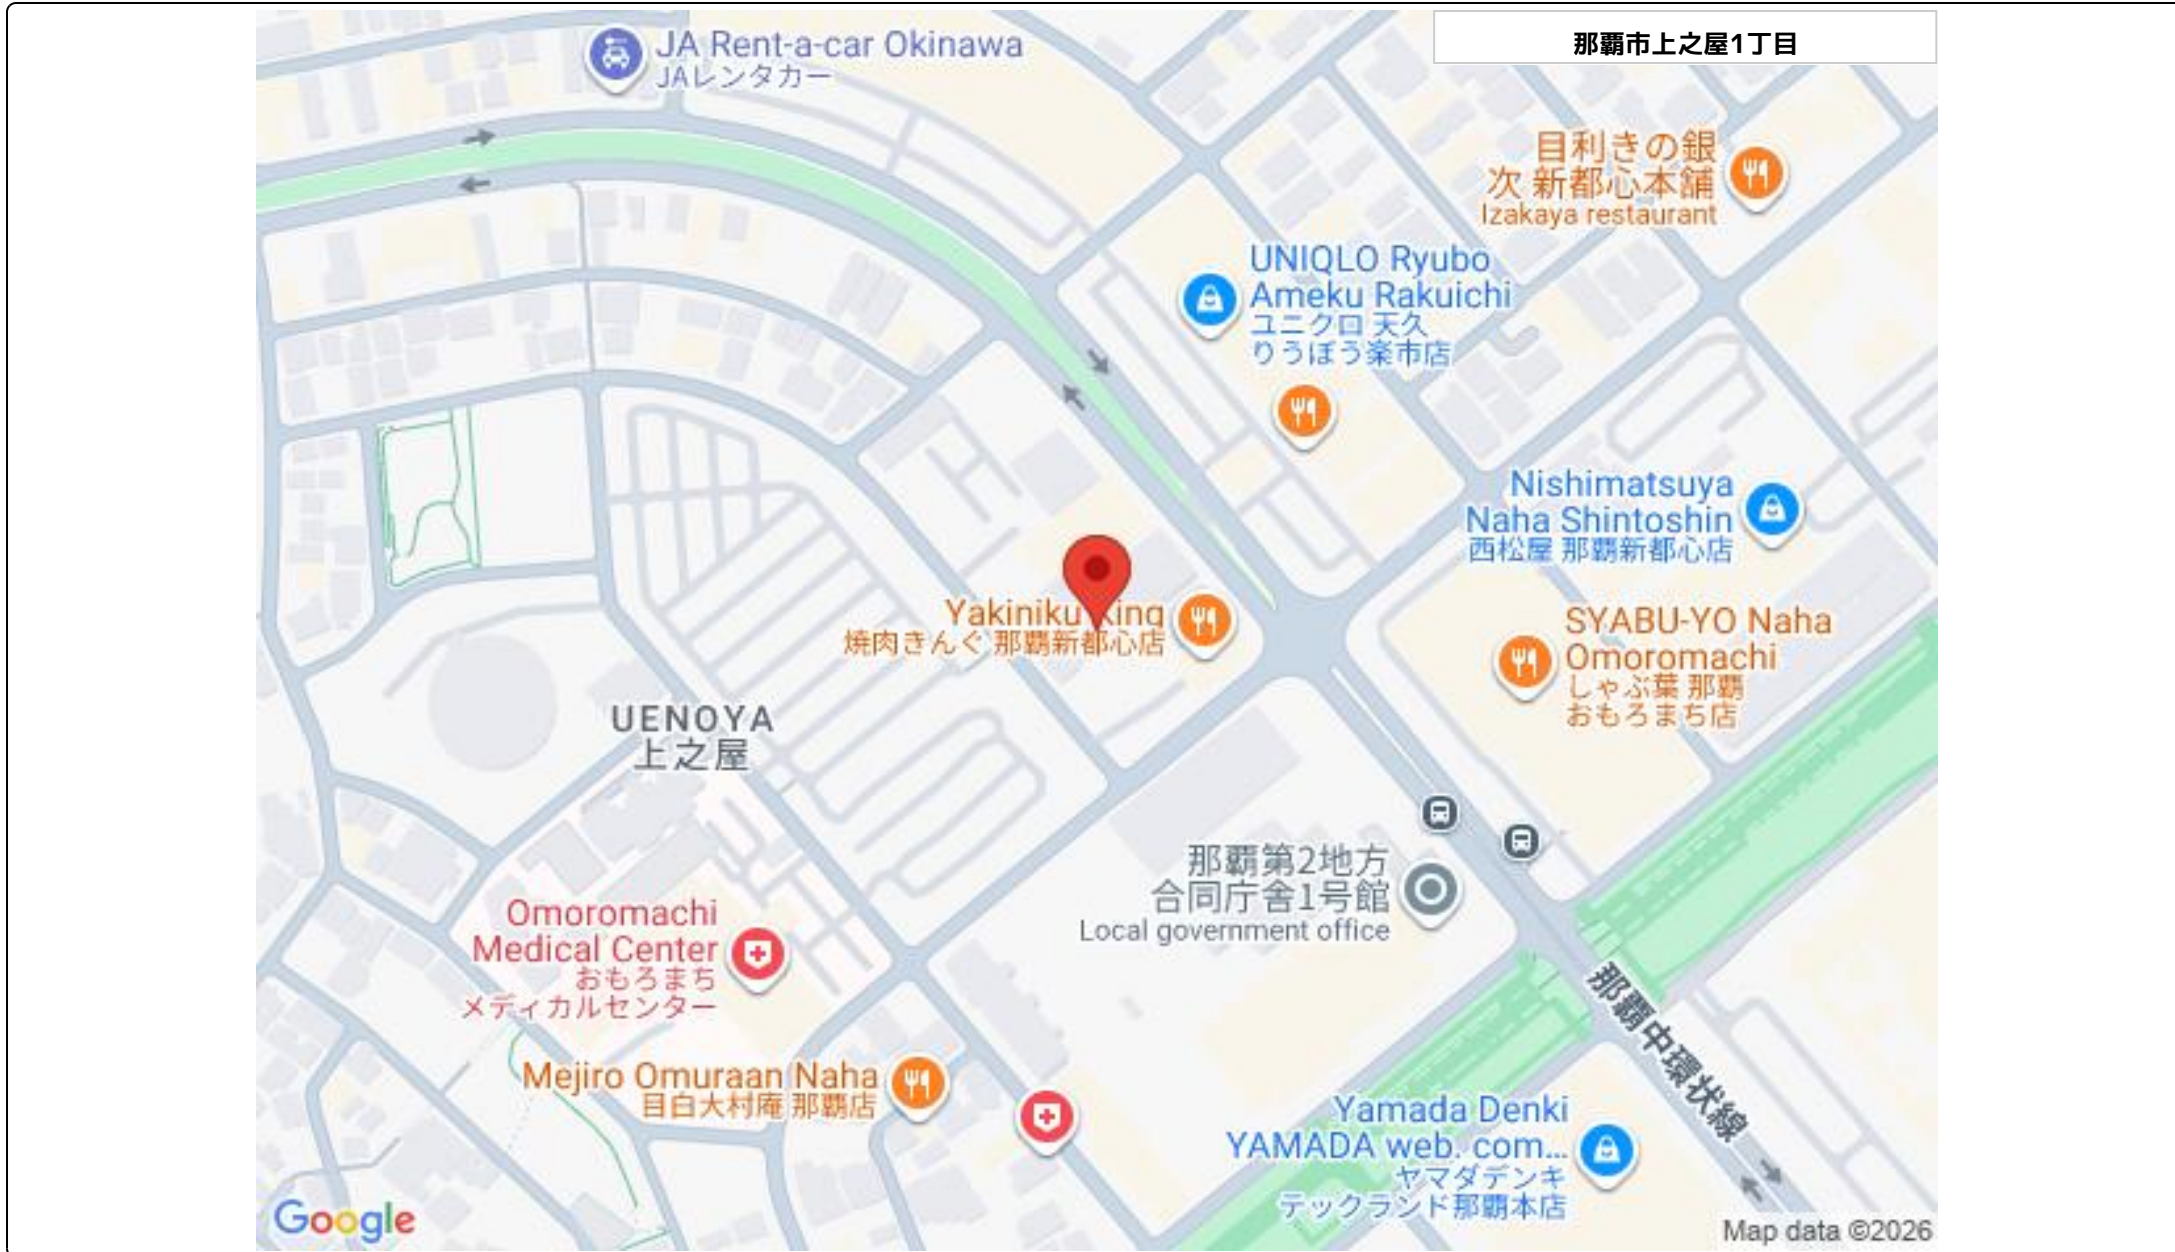 那覇市上之屋1丁目
JA Rent-a-car Okinawa
JAレンタカー
目利きの銀
次 新都心本舗
Izakaya restaurant
UNIQLO Ryubo
Ameku Rakuichi
ユニクロ 天久
りうぼう楽市店
Nishimatsuya
Naha Shintoshin
西松屋 那覇新都心店
Yakiniku King
焼肉きんぐ 那覇新都心店
SYABU-YO Naha
Omoromachi
しゃぶ葉 那覇
おもろまち店
UENOYA
上之屋
那覇第2地方
合同庁舎1号館
Local government office
Omoromachi
Medical Center
おもろまち
メディカルセンター
那覇中環状線
Mejiro Omuraan Naha
目白大村庵 那覇店
Yamada Denki
YAMADA web. com...
ヤマダデンキ
テックランド那覇本店
Google
Map data ©2026